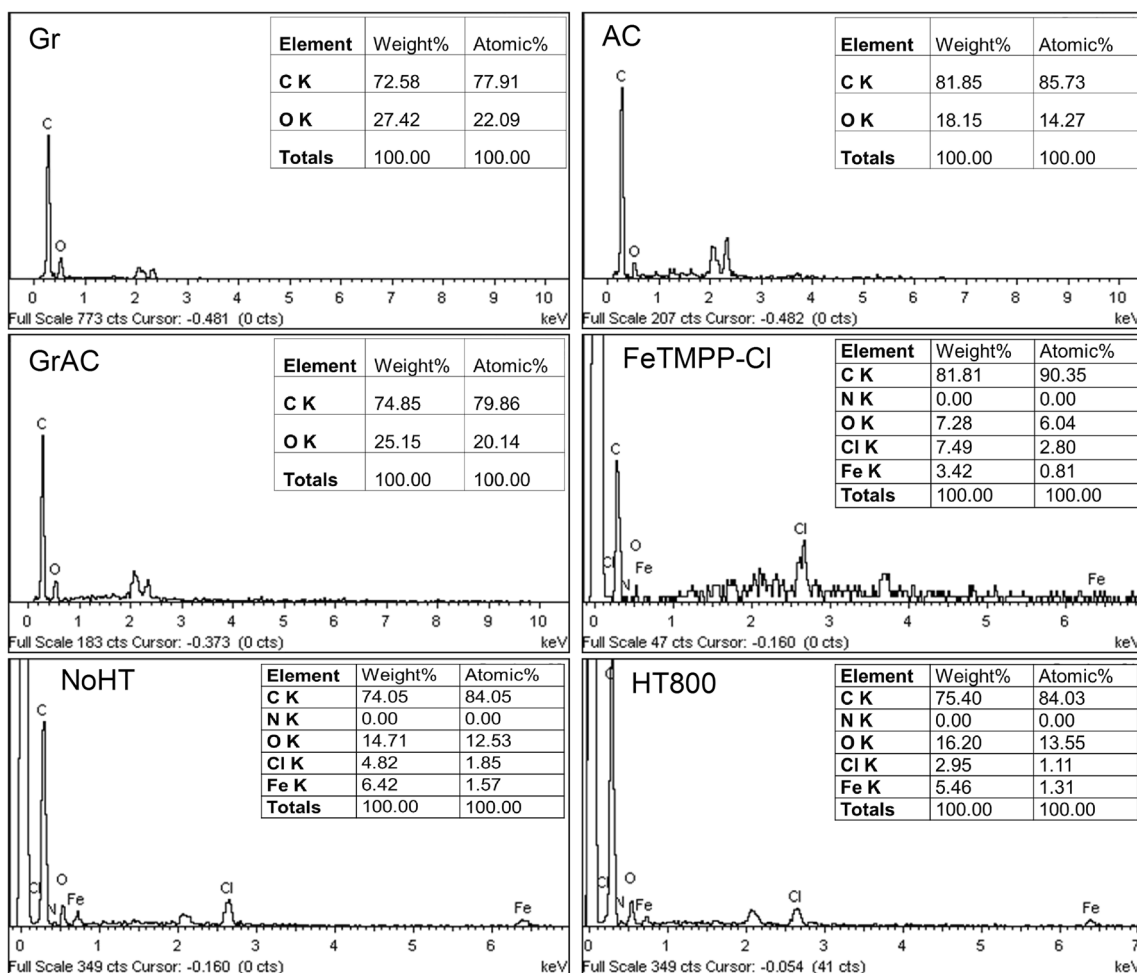 Gr
Element Weight% Atomic%
C K 72.58 77.91
O K 27.42 22.09
Totals 100.00 100.00
C
O
0 1 2 3 4 5 6 7 8 9 10
Full Scale 773 cts Cursor: -0.481 (0 cts) keV
AC
Element Weight% Atomic%
C K 81.85 85.73
O K 18.15 14.27
Totals 100.00 100.00
C
O
0 1 2 3 4 5 6 7 8 9 10
Full Scale 207 cts Cursor: -0.482 (0 cts) keV
GrAC
Element Weight% Atomic%
C K 74.85 79.86
O K 25.15 20.14
Totals 100.00 100.00
C
O
0 1 2 3 4 5 6 7 8 9 10
Full Scale 183 cts Cursor: -0.373 (0 cts) keV
FeTMPP-Cl
Element Weight% Atomic%
C K 81.81 90.35
N K 0.00 0.00
O K 7.28 6.04
Cl K 7.49 2.80
Fe K 3.42 0.81
Totals 100.00 100.00
C
Cl
O
N
Fe
Cl
Fe
0 1 2 3 4 5 6
Full Scale 47 cts Cursor: -0.160 (0 cts) keV
NoHT
Element Weight% Atomic%
C K 74.05 84.05
N K 0.00 0.00
O K 14.71 12.53
Cl K 4.82 1.85
Fe K 6.42 1.57
Totals 100.00 100.00
C
Cl
O
N
Fe
Cl
Fe
0 1 2 3 4 5 6
Full Scale 349 cts Cursor: -0.160 (0 cts) keV
HT800
Element Weight% Atomic%
C K 75.40 84.03
N K 0.00 0.00
O K 16.20 13.55
Cl K 2.95 1.11
Fe K 5.46 1.31
Totals 100.00 100.00
Cl
O
N
Fe
Cl
Fe
0 1 2 3 4 5 6 7
Full Scale 349 cts Cursor: -0.054 (41 cts) keV